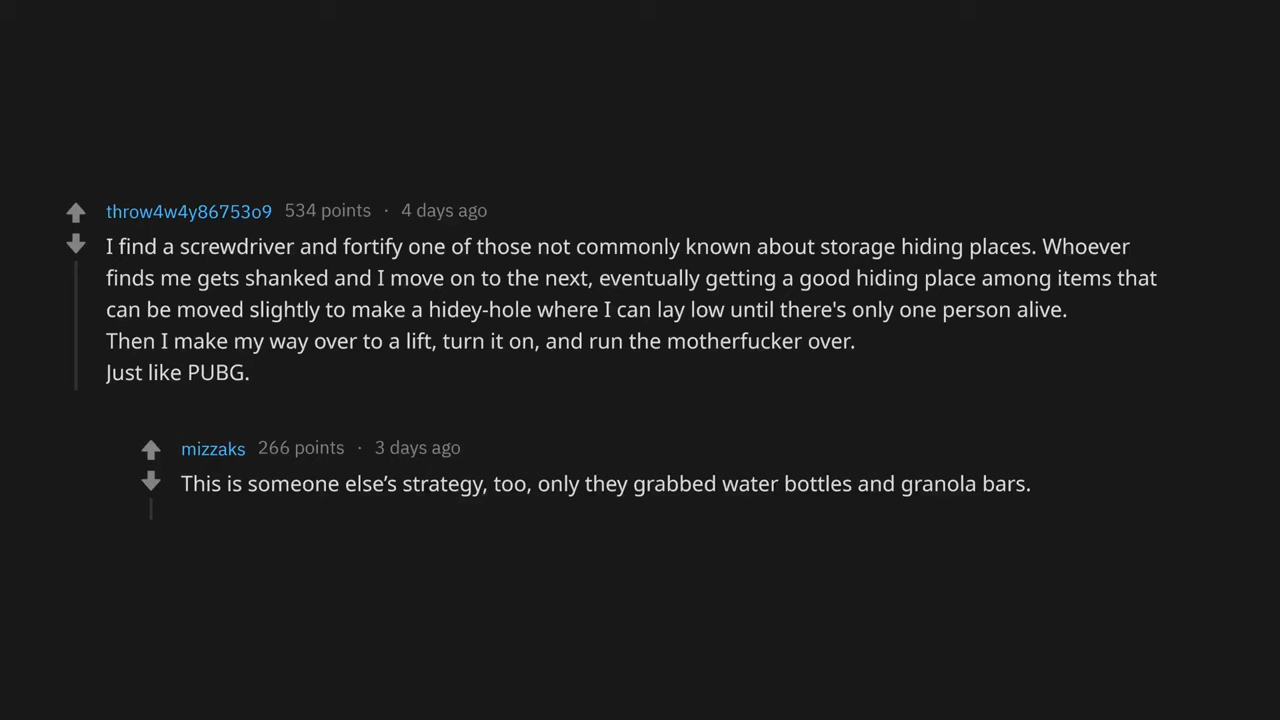 throw4w4y86753o9 534 points · 4 days ago
I find a screwdriver and fortify one of those not commonly known about storage hiding places. Whoever
finds me gets shanked and I move on to the next, eventually getting a good hiding place among items that
can be moved slightly to make a hidey-hole where I can lay low until there's only one person alive.
Then I make my way over to a lift, turn it on, and run the motherfucker over.
Just like PUBG.
mizzaks 266 points · 3 days ago
This is someone else’s strategy, too, only they grabbed water bottles and granola bars.